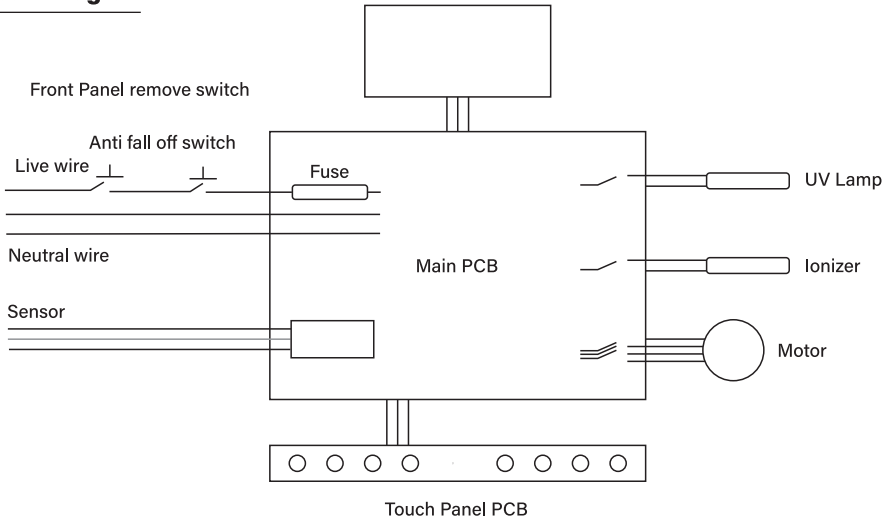 Front Panel remove switch
Anti fall off switch
Live wire
Fuse
UV Lamp
Neutral wire
Main PCB
Ionizer
Sensor
Motor
Touch Panel PCB